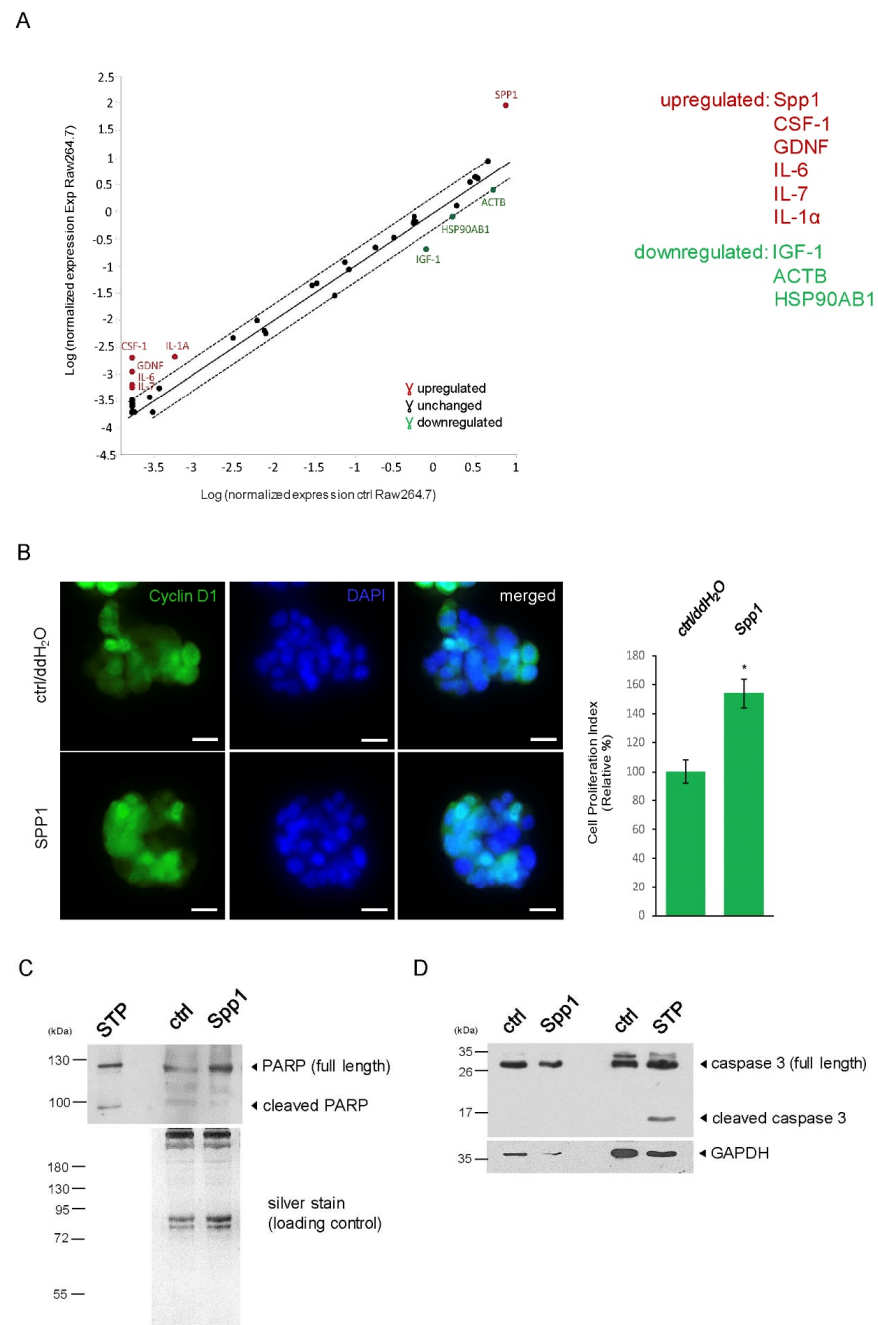 A
Log (normalized expression Exp Raw264.7)
2.5
2
1.5
1
0.5
0
-0.5
-1
-1.5
-2
-2.5
-3
-3.5
-4
-4.5
SPP1
ACTB
HSP90AB1
IGF-1
CSF-1
IL-1A
GDNF
IL-6
IL-7
upregulated
unchanged
downregulated
-3.5 -3 -2.5 -2 -1.5 -1 -0.5 0 0.5 1
Log (normalized expression ctrl Raw264.7)
upregulated: Spp1
CSF-1
GDNF
IL-6
IL-7
IL-1α
downregulated: IGF-1
ACTB
HSP90AB1
B
Cyclin D1 DAPI merged
ctrl/ddH₂O
SPP1
ctrl/ddH₂O Spp1
Cell Proliferation Index
(Relative %)
180
160
140
120
100
80
60
40
20
0
*
C
(kDa) STP ctrl Spp1
130 PARP (full length)
100 cleaved PARP
180
130
95
72
55
silver stain
(loading control)
D
(kDa) ctrl Spp1 ctrl STP
35
26 caspase 3 (full length)
17 cleaved caspase 3
35 GAPDH